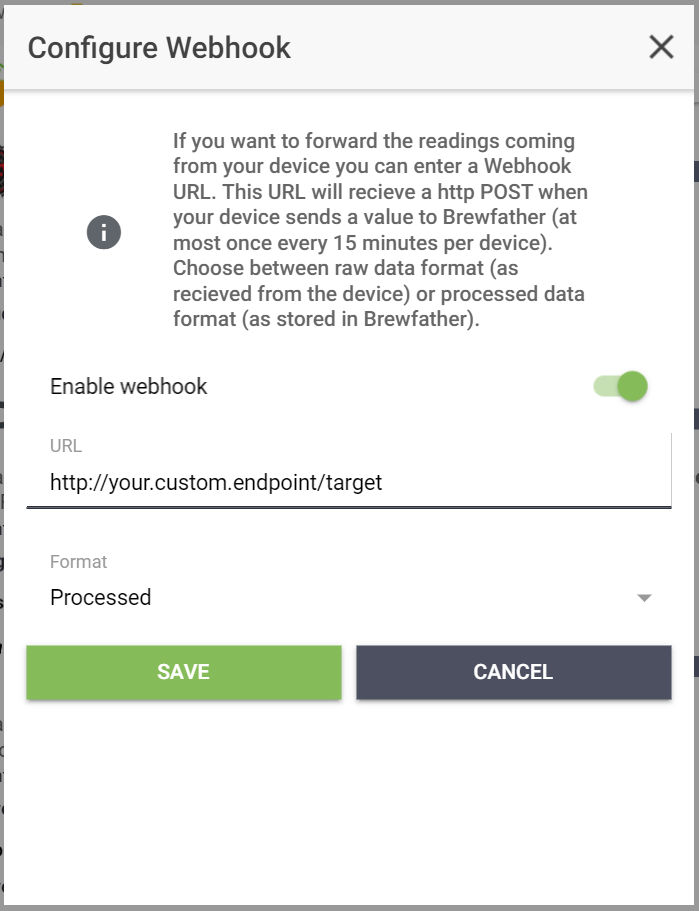 Configure Webhook
If you want to forward the readings coming
from your device you can enter a Webhook
URL. This URL will recieve a http POST when
your device sends a value to Brewfather (at
most once every 15 minutes per device).
Choose between raw data format (as
recieved from the device) or processed data
format (as stored in Brewfather).
Enable webhook
URL
http://your.custom.endpoint/target
Format
Processed
SAVE
CANCEL